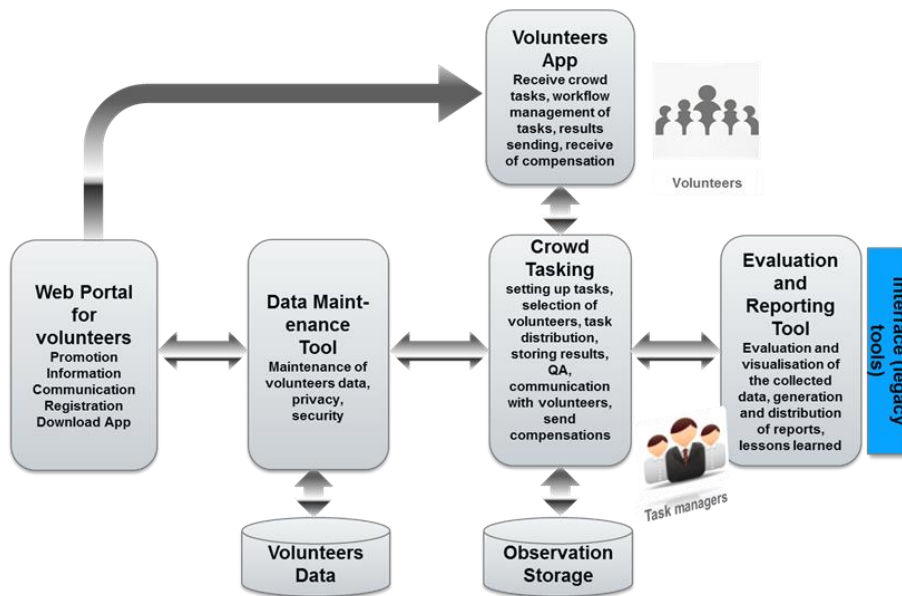 Volunteers
App
Receive crowd
tasks, workflow
management of
tasks, results
sending, receive
of compensation
Volunteers
Web Portal
for
volunteers
Promotion
Information
Communication
Registration
Download App
Data Maint-
enance
Tool
Maintenance of
volunteers data,
privacy,
security
Crowd
Tasking
setting up tasks,
selection of
volunteers, task
distribution,
storing results,
QA,
communication
with volunteers,
send
compensations
Evaluation
and
Reporting
Tool
Evaluation and
visualisation of
the collected
data, generation
and distribution
of reports,
lessons learned
Interface (legacy
tools)
Task managers
Volunteers
Data
Observation
Storage